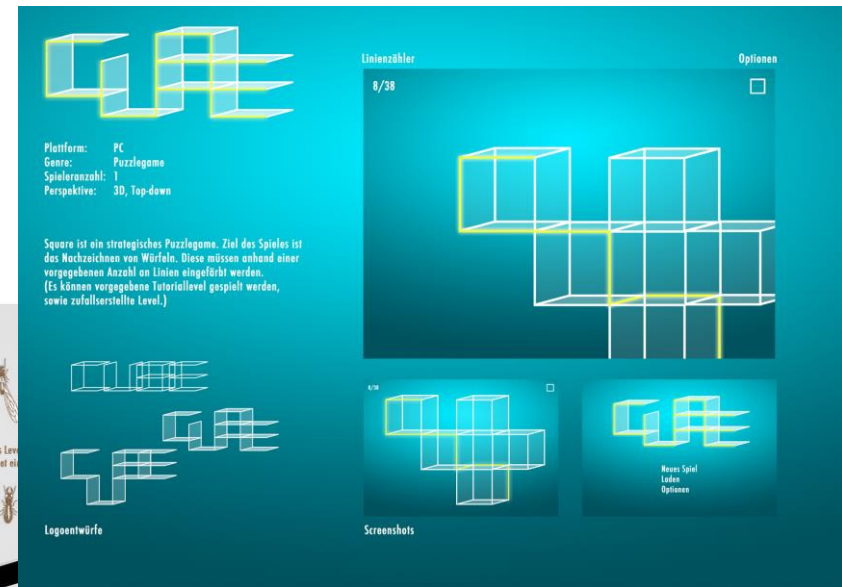 Plattform: PC
Genre: Puzzlegame
Spieleranzahl: 1
Perspektive: 3D, Top-down
Square ist ein strategisches Puzzlegame. Ziel des Spieles ist
das Nachzeichnen von Würfeln. Diese müssen anhand einer
vorgegebenen Anzahl an Linien eingefärbt werden.
(Es können vorgegebene Tutoriallevel gespielt werden,
sowie zufallserstellte Level.)
Logoentwürfe
Linienzähler
Optionen
8/38
8/38
Neues Spiel
Laden
Optionen
Screenshots